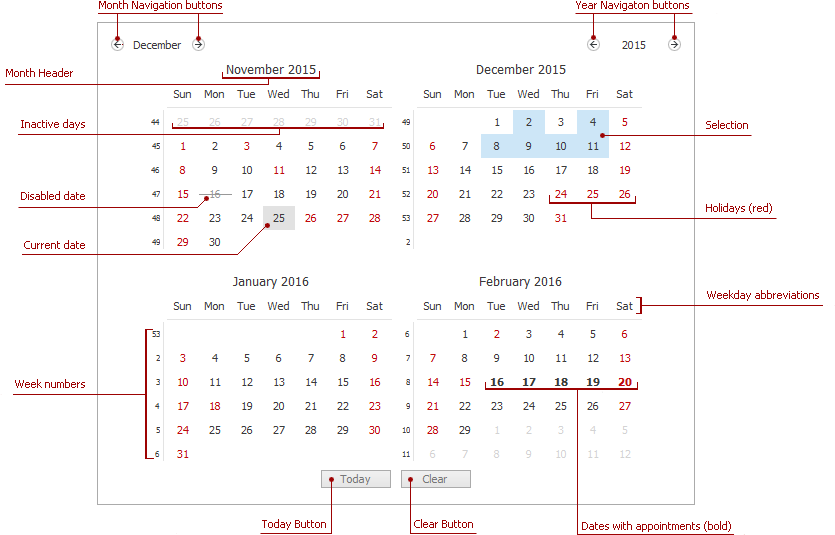 Month Navigation buttons
Year Navigaton buttons
December
2015
Month Header
November 2015
December 2015
Sun Mon Tue Wed Thu Fri Sat
Sun Mon Tue Wed Thu Fri Sat
Inactive days
44 25 26 27 28 29 30 31
49 1 2 3 4 5
Selection
45 1 2 3 4 5 6 7
50 6 7 8 9 10 11 12
46 8 9 10 11 12 13 14
51 13 14 15 16 17 18 19
Disabled date
47 15 16 17 18 19 20 21
52 20 21 22 23 24 25 26
Holidays (red)
48 22 23 24 25 26 27 28
53 27 28 29 30 31
Current date
49 29 30
2
January 2016
February 2016
Sun Mon Tue Wed Thu Fri Sat
Sun Mon Tue Wed Thu Fri Sat
Weekday abbreviations
53 1 2
6 1 2 3 4 5 6
2 3 4 5 6 7 8 9
7 7 8 9 10 11 12 13
Week numbers
3 10 11 12 13 14 15 16
8 14 15 16 17 18 19 20
4 17 18 19 20 21 22 23
9 21 22 23 24 25 26 27
5 24 25 26 27 28 29 30
10 28 29 1 2 3 4 5
6 31
11 6 7 8 9 10 11 12
Today
Clear
Today Button
Clear Button
Dates with appointments (bold)